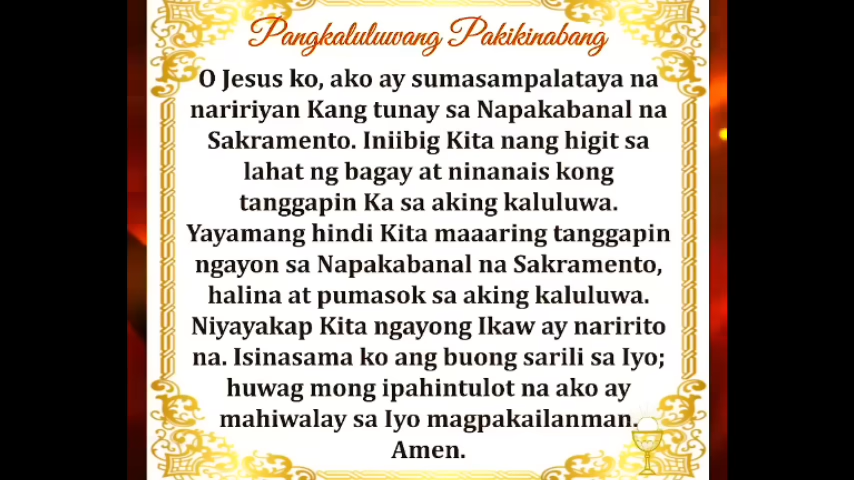 Pangkaluluwang Pakikinabang
O Jesus ko, ako ay sumasampalataya na
naririyan Kang tunay sa Napakabanal na
Sakramento. Iniibig Kita nang higit sa
lahat ng bagay at ninanais kong
tanggapin Ka sa aking kaluluwa.
Yayamang hindi Kita maaaring tanggapin
ngayon sa Napakabanal na Sakramento,
halina at pumasok sa aking kaluluwa.
Niyayakap Kita ngayong Ikaw ay naririto
na. Isinasama ko ang buong sarili sa Iyo;
huwag mong ipahintulot na ako ay
mahiwalay sa Iyo magpakailanman.
Amen.